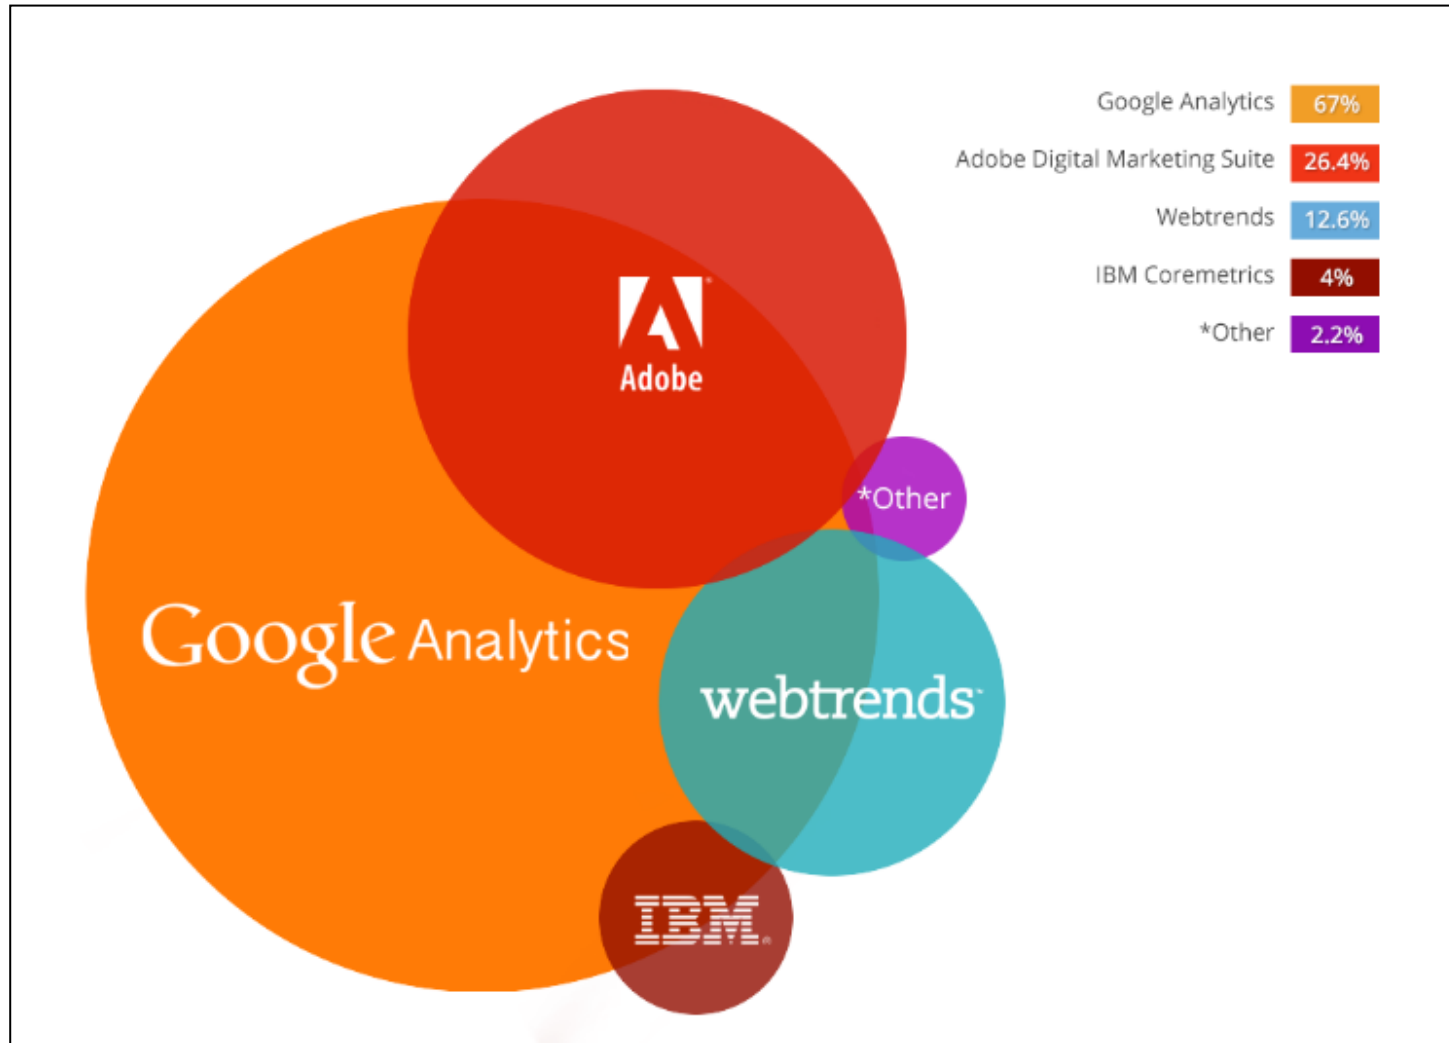 Google Analytics 67%
Adobe Digital Marketing Suite 26.4%
Webtrends 12.6%
IBM Coremetrics 4%
*Other 2.2%
Adobe
*Other
Google Analytics
webtrends
IBM